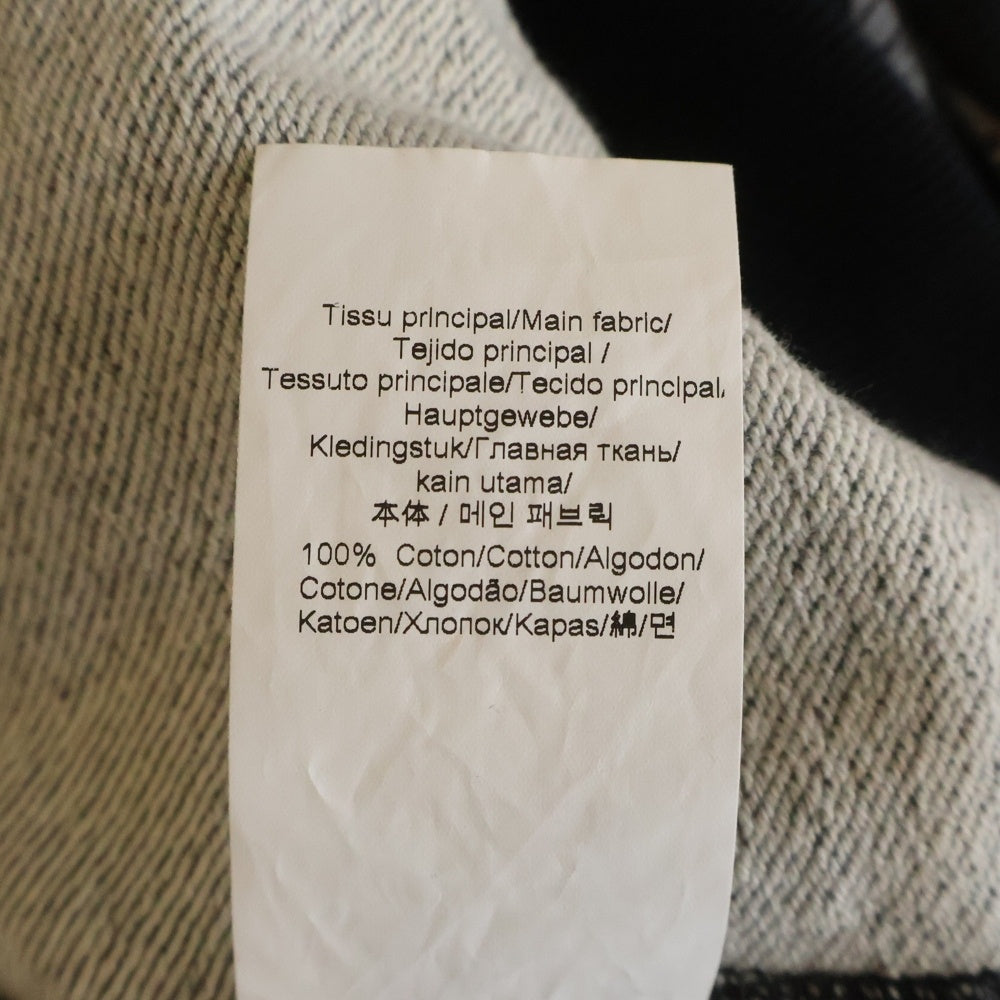 Tissu principal/Main fabric/
Tejido principal /
Tessuto principale/Tecido principal/
Hauptgewebe/
Kledingstuk/Главная ткань/
kain utama/
本体 / 메인 패브릭
100% Coton/Cotton/Algodon/
Cotone/Algodão/Baumwolle/
Katoen/Хлопок/Kapas/綿/면